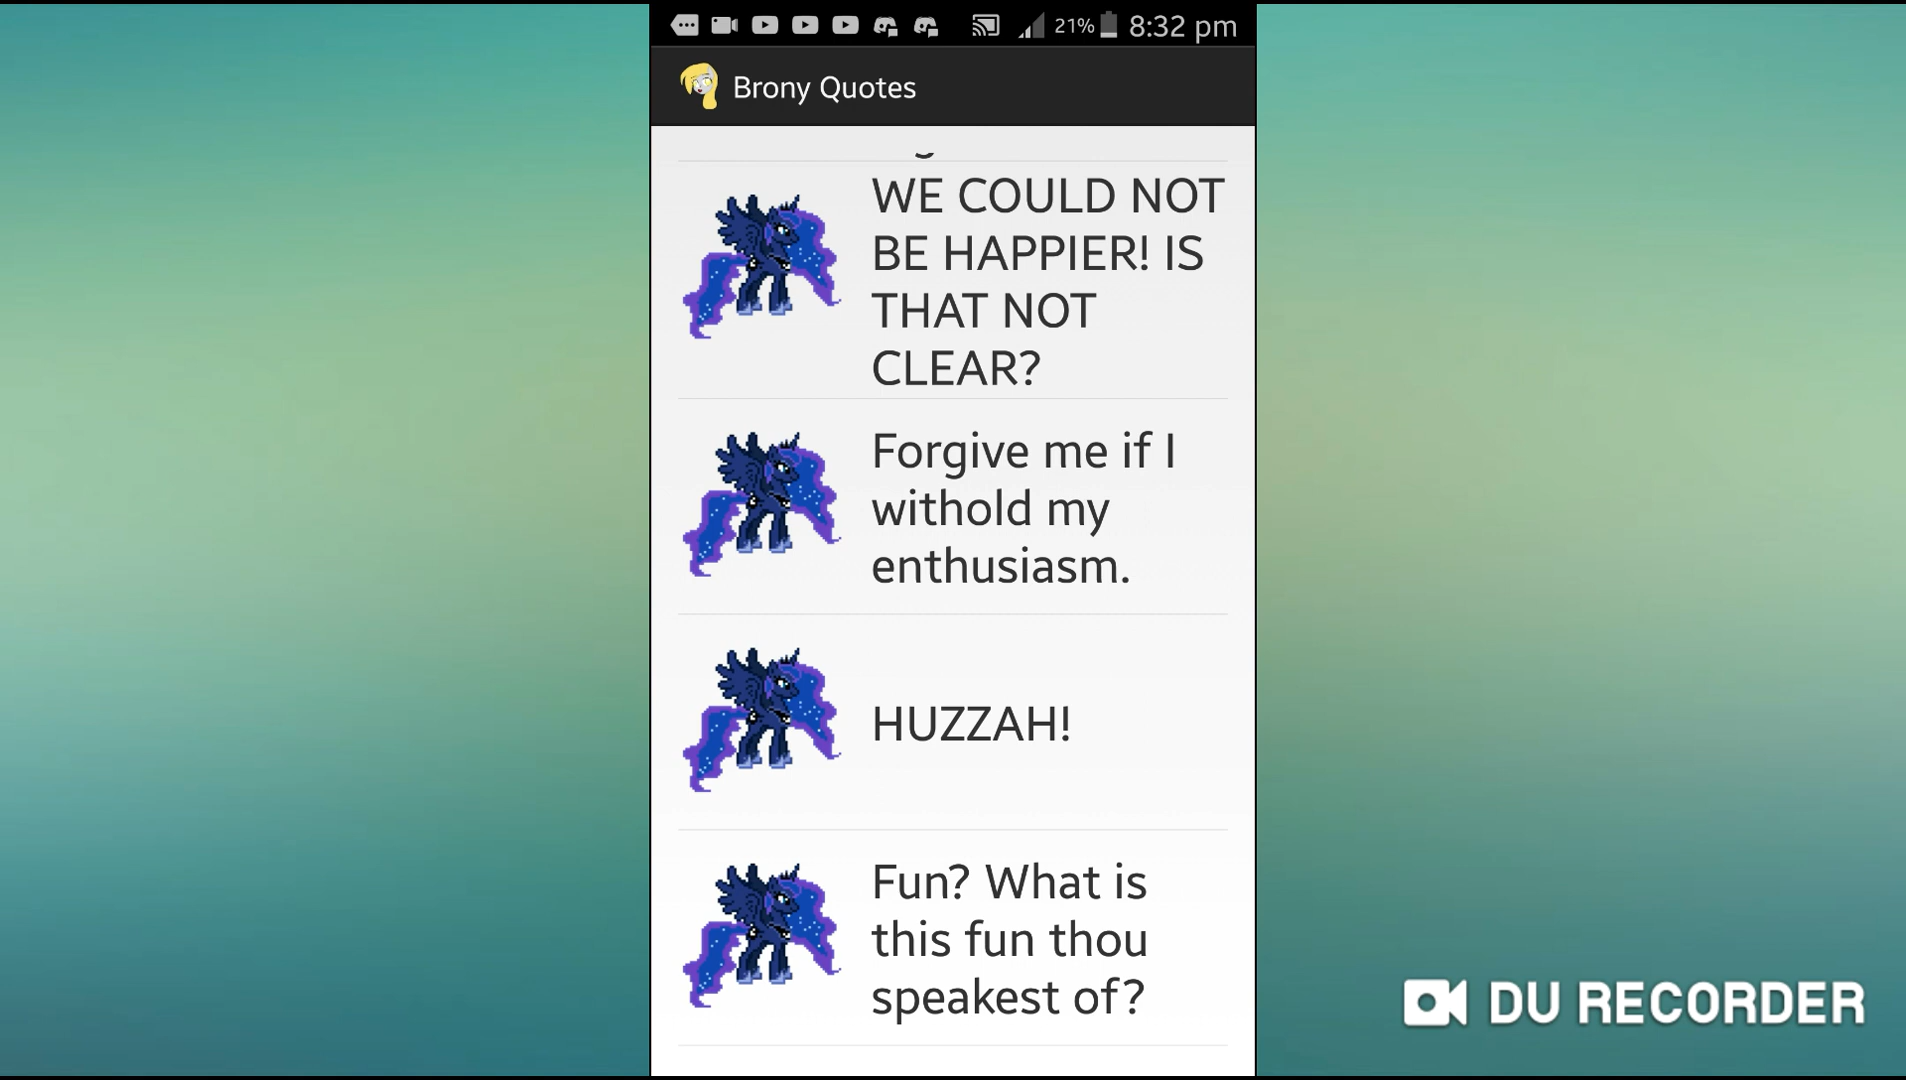 21% 8:32 pm
Brony Quotes
WE COULD NOT
BE HAPPIER! IS
THAT NOT
CLEAR?
Forgive me if I
withold my
enthusiasm.
HUZZAH!
Fun? What is
this fun thou
speakest of?
DU RECORDER